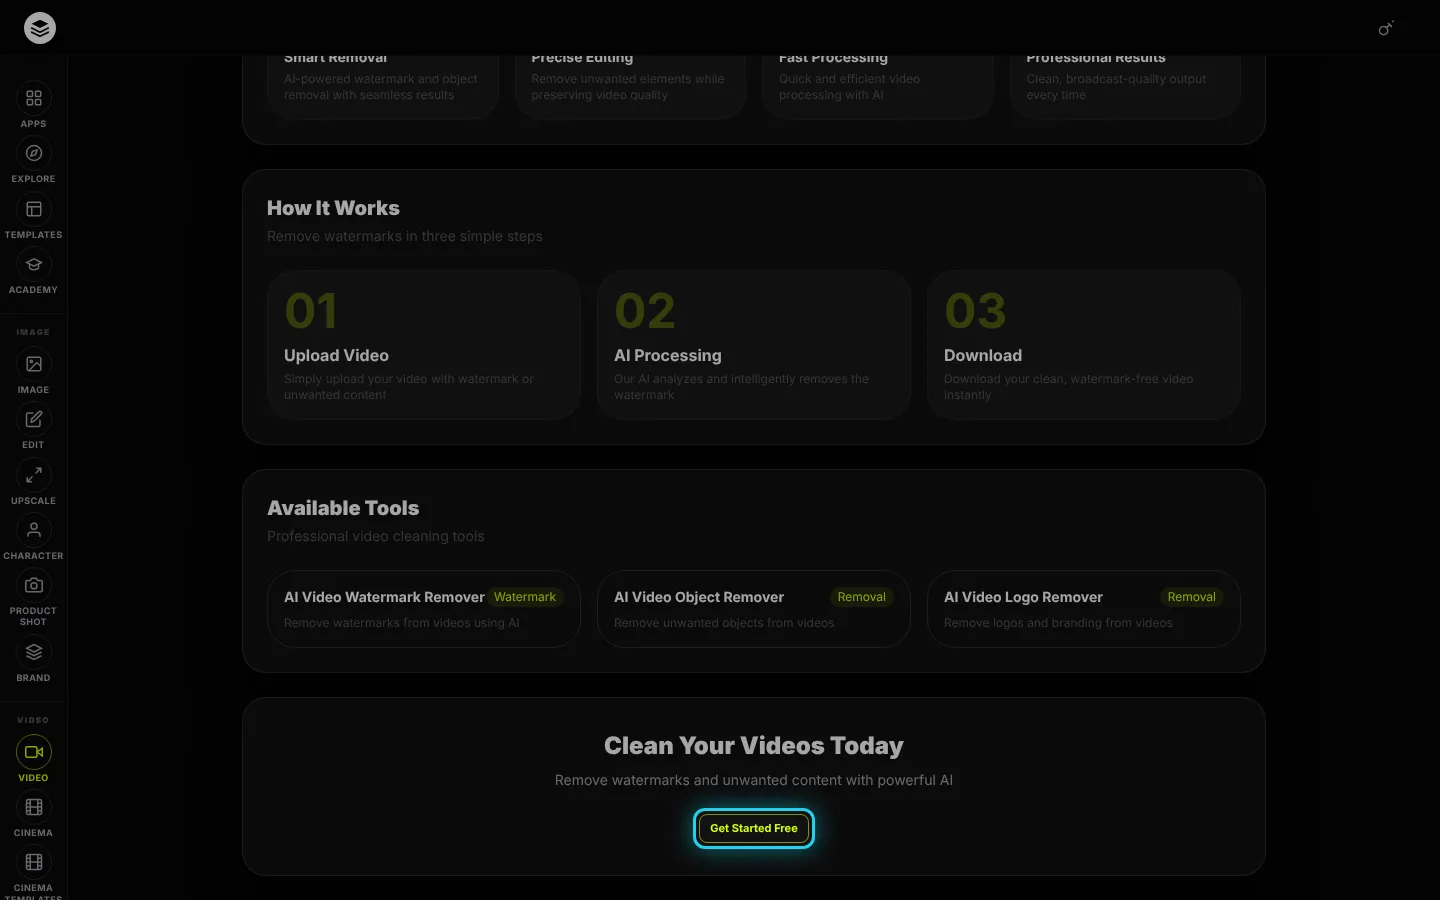 Smart Removal
AI-powered watermark and object
removal with seamless results
Precise Editing
Remove unwanted elements while
preserving video quality
Fast Processing
Quick and efficient video
processing with AI
Professional Results
Clean, broadcast-quality output
every time
APPS
EXPLORE
TEMPLATES
ACADEMY
IMAGE
IMAGE
EDIT
UPSCALE
CHARACTER
PRODUCT
SHOT
BRAND
VIDEO
VIDEO
CINEMA
CINEMA
TEMPLATES
How It Works
Remove watermarks in three simple steps
01
Upload Video
Simply upload your video with watermark or
unwanted content
02
AI Processing
Our AI analyzes and intelligently removes the
watermark
03
Download
Download your clean, watermark-free video
instantly
Available Tools
Professional video cleaning tools
AI Video Watermark Remover Watermark
Remove watermarks from videos using AI
AI Video Object Remover Removal
Remove unwanted objects from videos
AI Video Logo Remover Removal
Remove logos and branding from videos
Clean Your Videos Today
Remove watermarks and unwanted content with powerful AI
Get Started Free